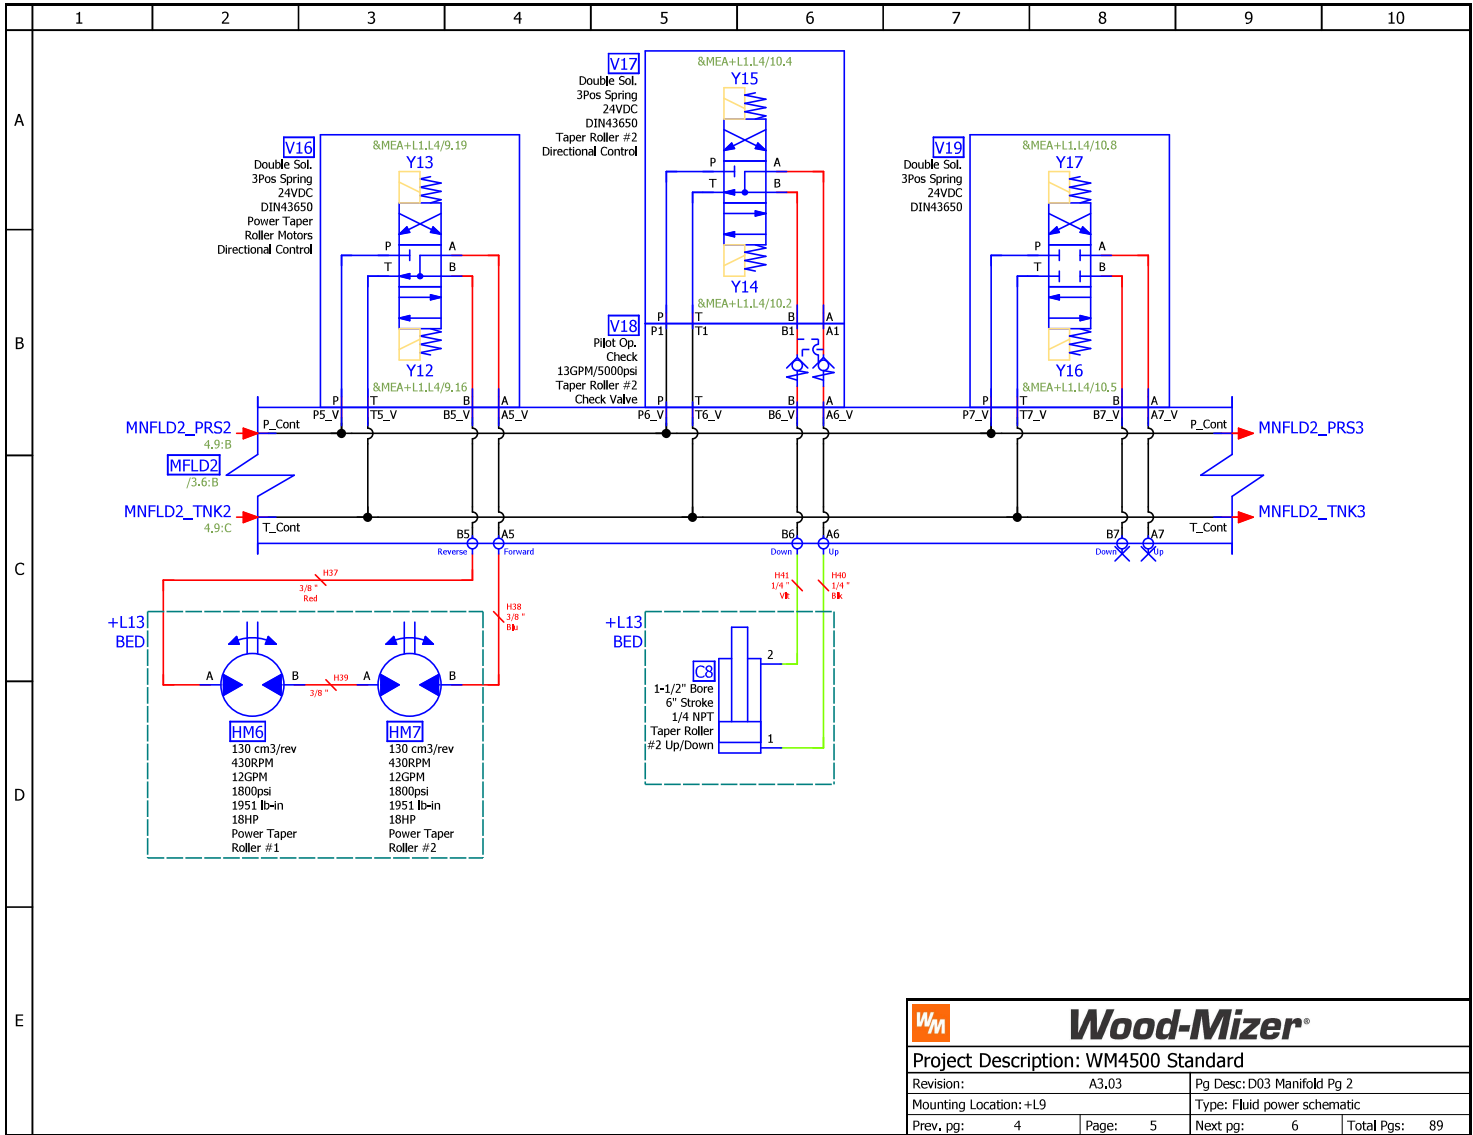 1 2 3 4 5 6 7 8 9 10
A
B
C
D
E
V16
Double Sol.
3Pos Spring
24VDC
DIN43650
Power Taper
Roller Motors
Directional Control
&MEA+L1.L4/9.19
Y13
P A
T B
Y12
&MEA+L1.L4/9.16
P T B A
P5_V T5_V B5_V A5_V
V17
Double Sol.
3Pos Spring
24VDC
DIN43650
Taper Roller #2
Directional Control
&MEA+L1.L4/10.4
Y15
P A
T B
Y14
&MEA+L1.L4/10.2
P T B A
V18
P1 T1 B1 A1
Pilot Op.
Check
13GPM/5000psi
Taper Roller #2
Check Valve
P T B A
P6_V T6_V B6_V A6_V
V19
Double Sol.
3Pos Spring
24VDC
DIN43650
&MEA+L1.L4/10.8
Y17
P A
T B
Y16
&MEA+L1.L4/10.5
P T B A
P7_V T7_V B7_V A7_V
MNFLD2_PRS2
4.9:B
P_Cont
P_Cont
MNFLD2_PRS3
MFLD2
/3.6:B
MNFLD2_TNK2
4.9:C
T_Cont
T_Cont
MNFLD2_TNK3
B5 A5
Reverse Forward
B6 A6
Down Up
B7 A7
Down Up
H37
3/8 "
Red
H38
3/8 "
Blu
H39
3/8 "
H41
1/4 "
Vlt
H40
1/4 "
Blk
+L13
BED
A B
A B
HM6
130 cm3/rev
430RPM
12GPM
1800psi
1951 lb-in
18HP
Power Taper
Roller #1
HM7
130 cm3/rev
430RPM
12GPM
1800psi
1951 lb-in
18HP
Power Taper
Roller #2
+L13
BED
C8
1-1/2" Bore
6" Stroke
1/4 NPT
Taper Roller
#2 Up/Down
2
1
WM
Wood-Mizer®
Project Description: WM4500 Standard
Revision: A3.03 Pg Desc: D03 Manifold Pg 2
Mounting Location: +L9 Type: Fluid power schematic
Prev. pg: 4 Page: 5 Next pg: 6 Total Pgs: 89